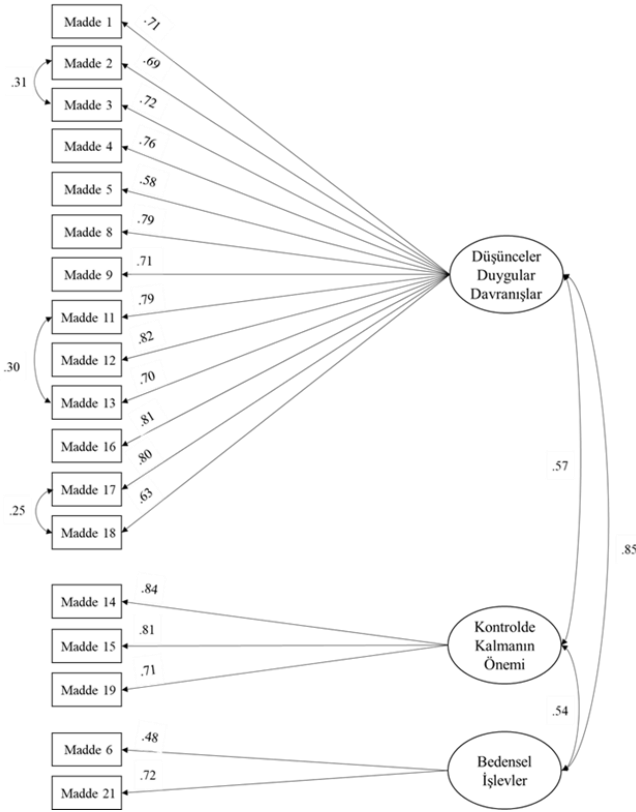 Madde 1
.71
Madde 2
.69
.31
Madde 3
.72
Madde 4
.76
Madde 5
.58
Madde 8
.79
Madde 9
.71
Madde 11
.79
Madde 12
.82
.30
Madde 13
.70
Madde 16
.81
Madde 17
.80
.25
Madde 18
.63
Düşünceler
Duygular
Davranışlar
.57
.85
Madde 14
.84
Madde 15
.81
Madde 19
.71
Kontrolde
Kalmanın
Önemi
.54
Madde 6
.48
Madde 21
.72
Bedensel
İşlevler